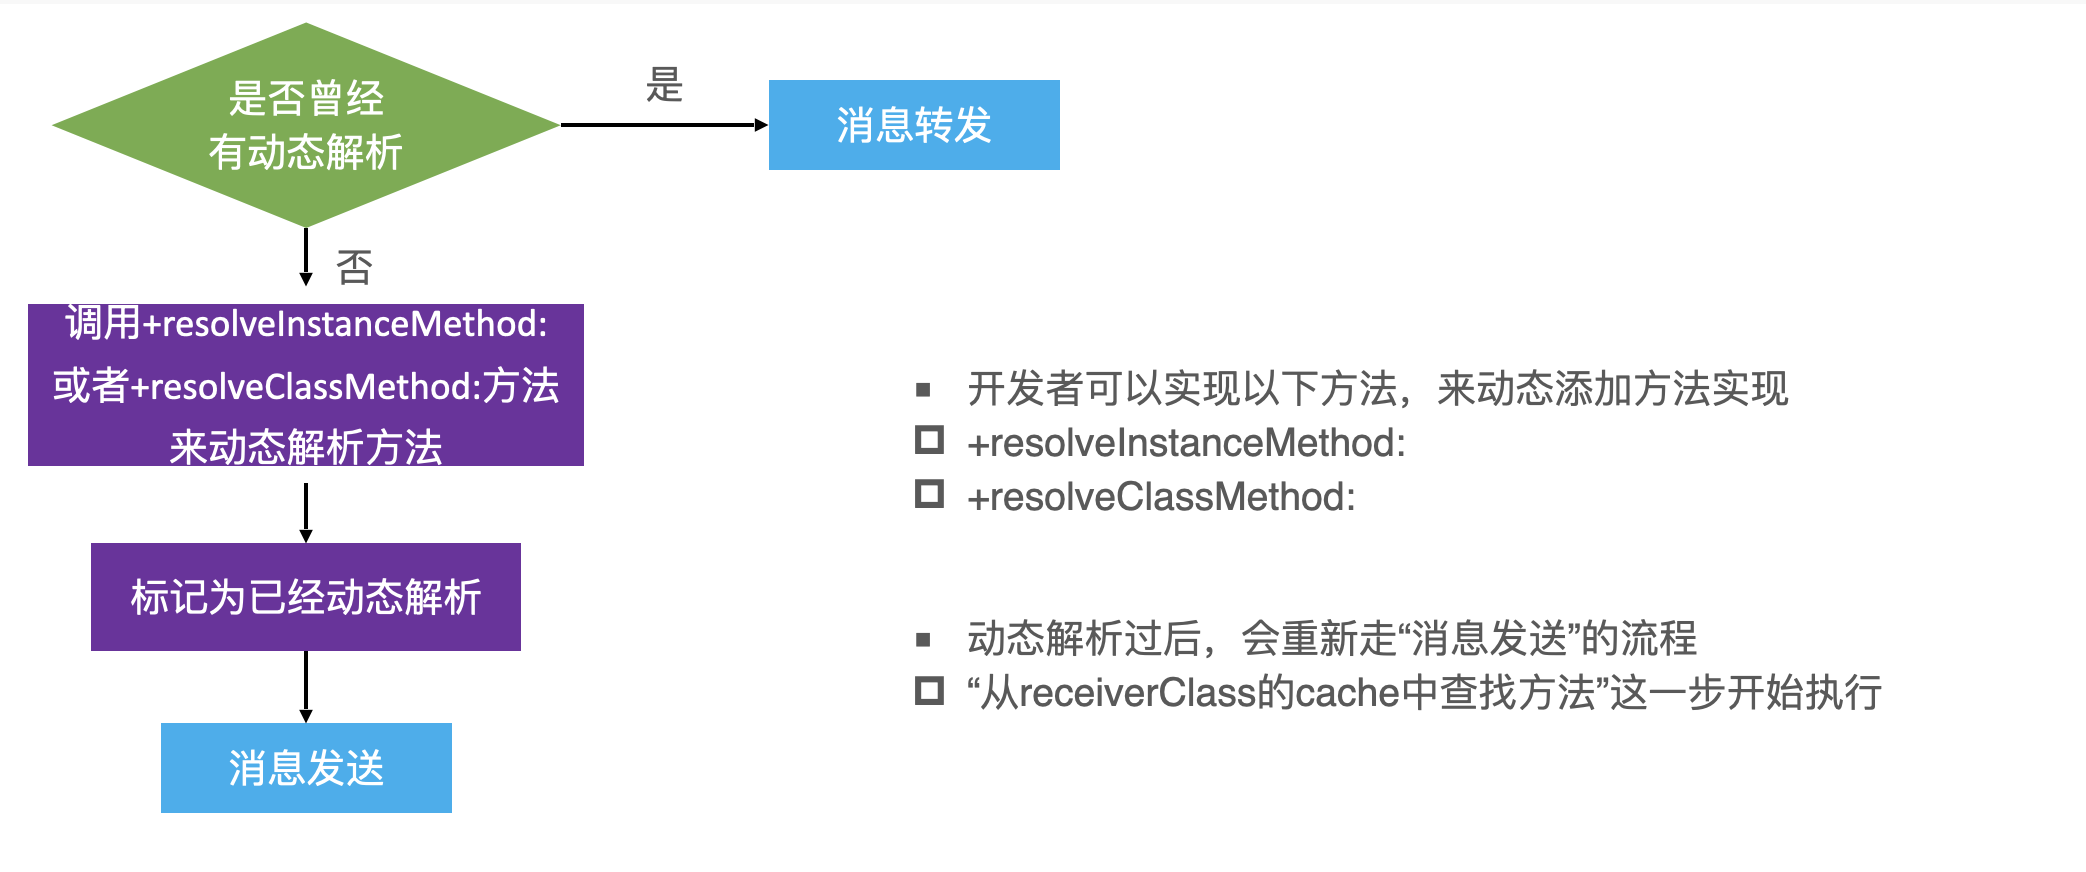 是否曾经
有动态解析
是
消息转发
否
调用+resolveInstanceMethod:
或者+resolveClassMethod:方法
来动态解析方法
标记为已经动态解析
消息发送
开发者可以实现以下方法，来动态添加方法实现
+resolveInstanceMethod:
+resolveClassMethod:
动态解析过后，会重新走“消息发送”的流程
“从receiverClass的cache中查找方法”这一步开始执行